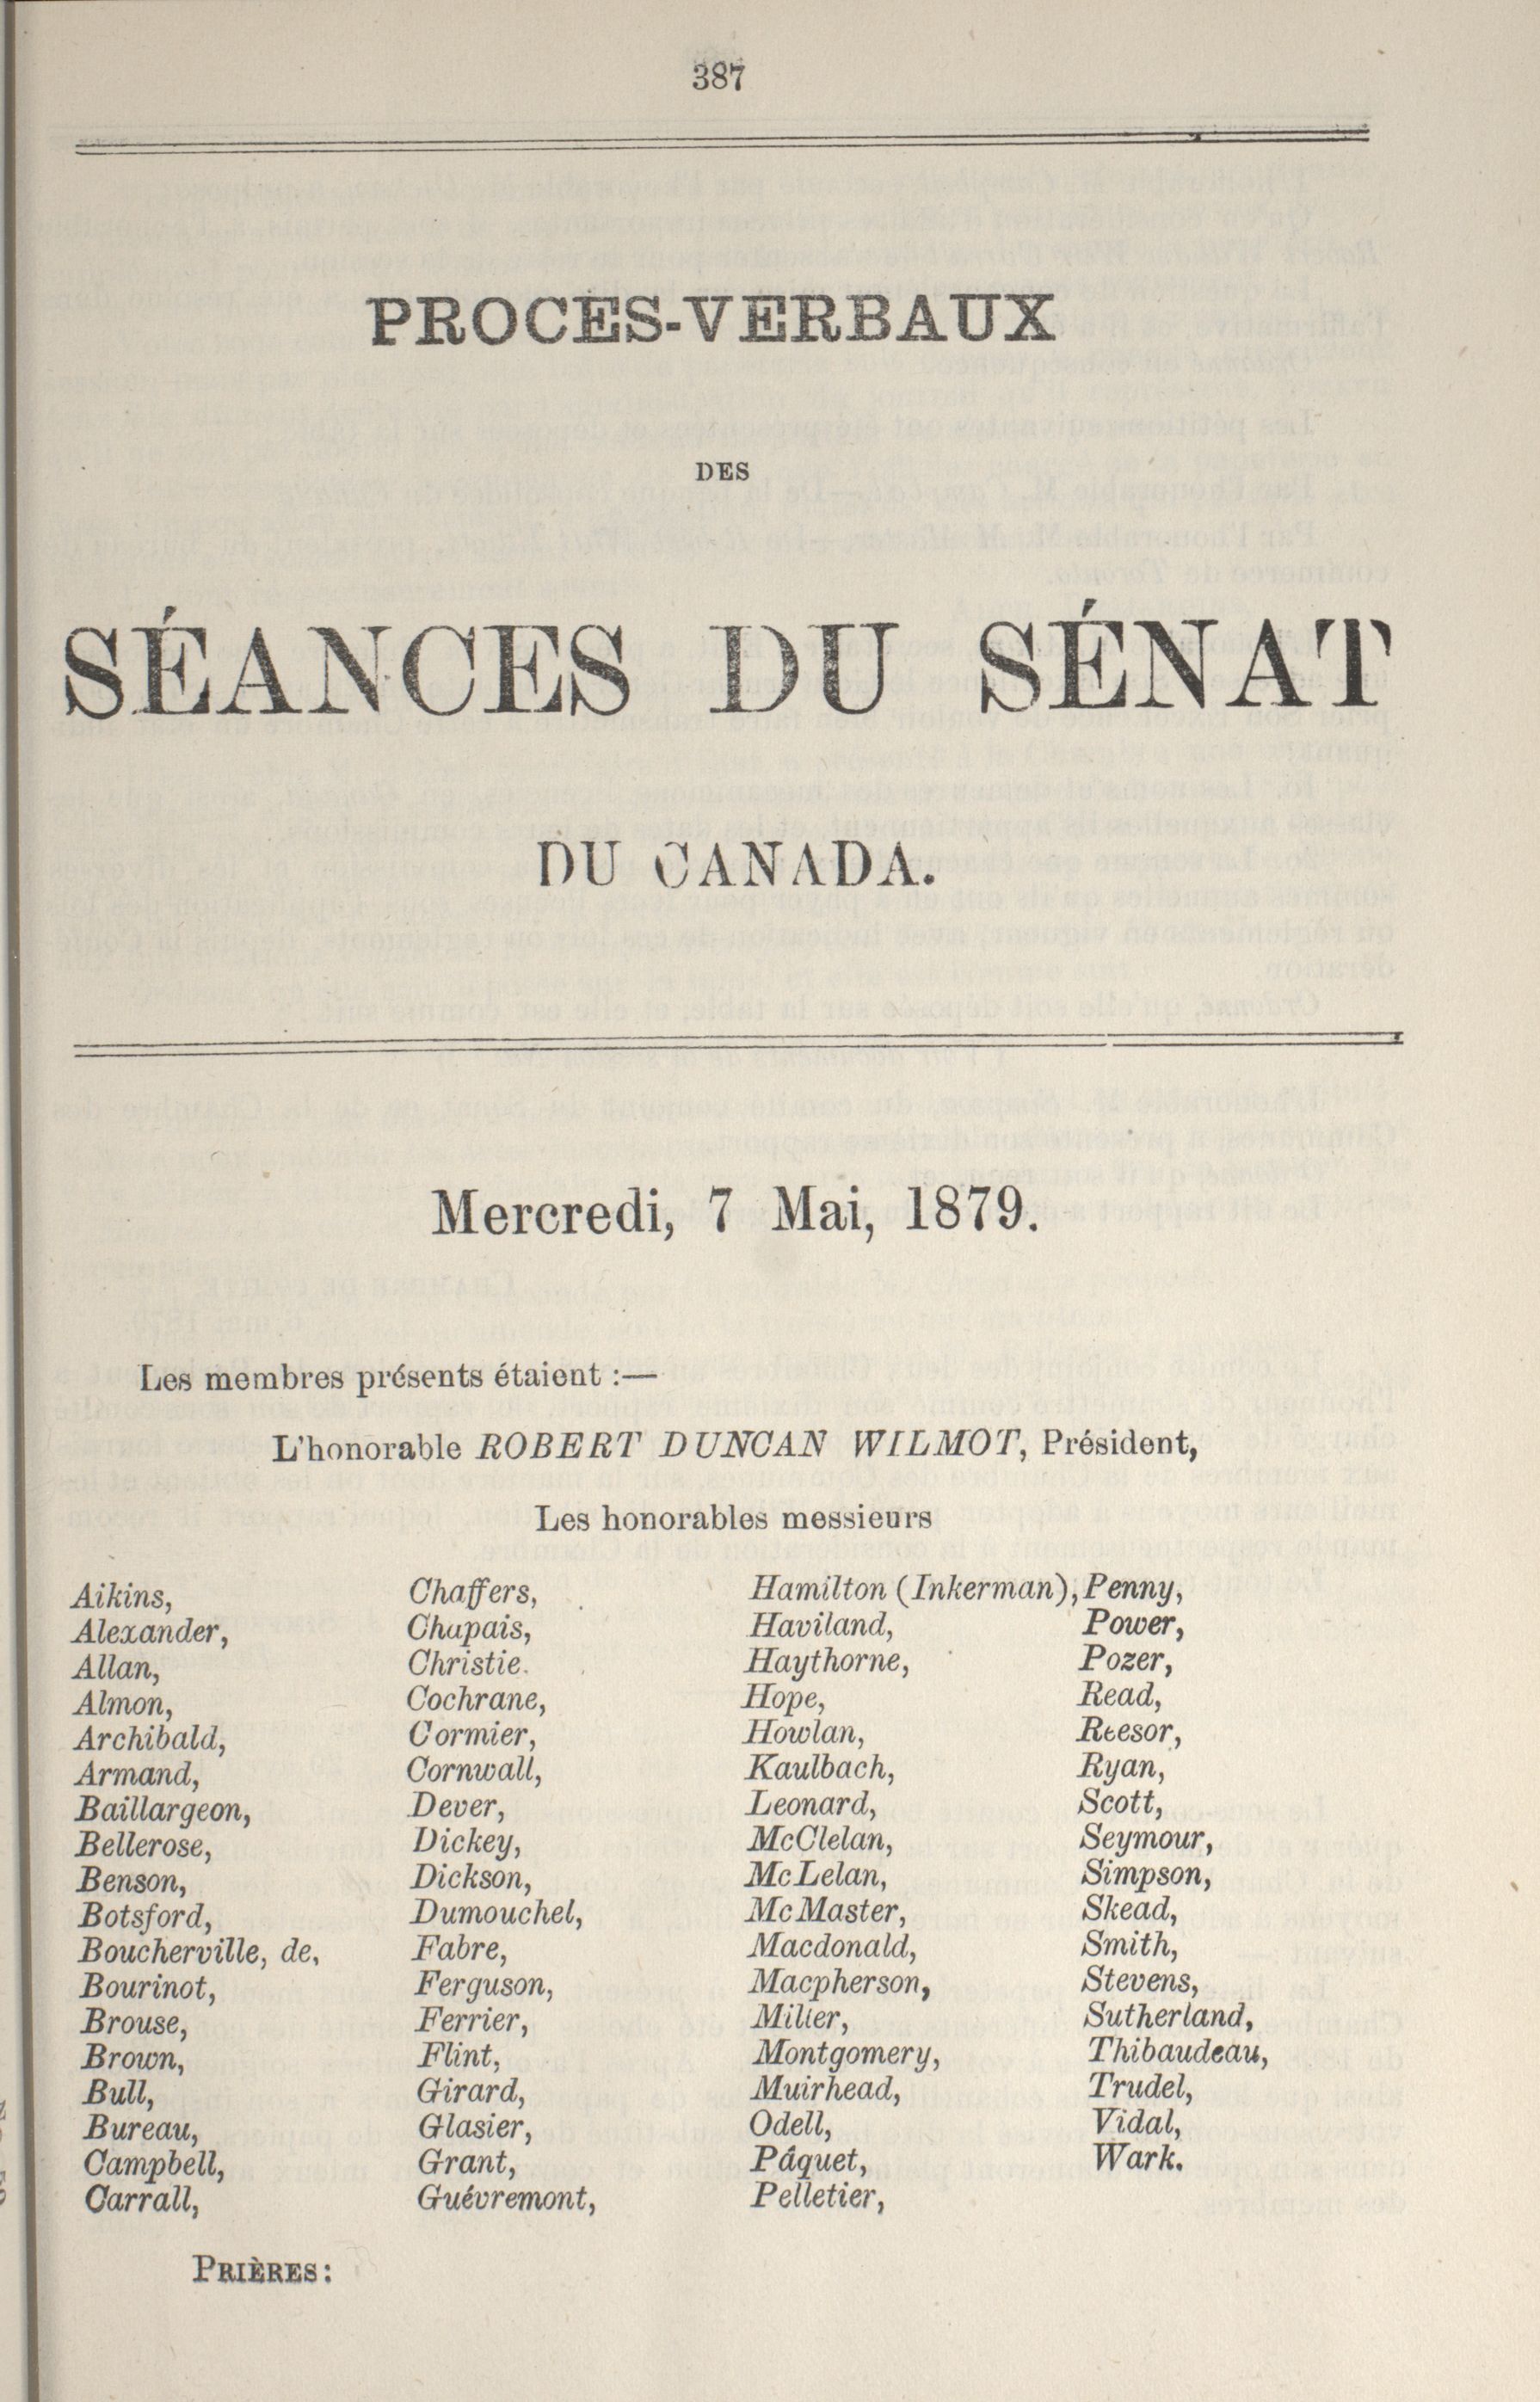 387
PROCES-VERBAUX
DES
SÉANCES DU SÉNAT
DU CANADA.
Mercredi, 7 Mai, 1879.
Les membres présents étaient :—
L'honorable ROBERT DUNCAN WILMOT, Président,
Les honorables messieurs
Aikins,
Alexander,
Allan,
Almon,
Archibald,
Armand,
Baillargeon,
Bellerose,
Benson,
Botsford,
Boucherville, de,
Bourinot,
Brouse,
Brown,
Bull,
Bureau,
Campbell,
Carrall,
Chaffers,
Chapais,
Christie.
Cochrane,
Cormier,
Cornwall,
Dever,
Dickey,
Dickson,
Dumouchel,
Fabre,
Ferguson,
Ferrier,
Flint,
Girard,
Glasier,
Grant,
Guévremont,
Hamilton (Inkerman),
Haviland,
Haythorne,
Hope,
Howlan,
Kaulbach,
Leonard,
McClelan,
McLelan,
McMaster,
Macdonald,
Macpherson,
Miller,
Montgomery,
Muirhead,
Odell,
Pâquet,
Pelletier,
Penny,
Power,
Pozer,
Read,
Reesor,
Ryan,
Scott,
Seymour,
Simpson,
Skead,
Smith,
Stevens,
Sutherland,
Thibaudeau,
Trudel,
Vidal,
Wark.
PRIÈRES: